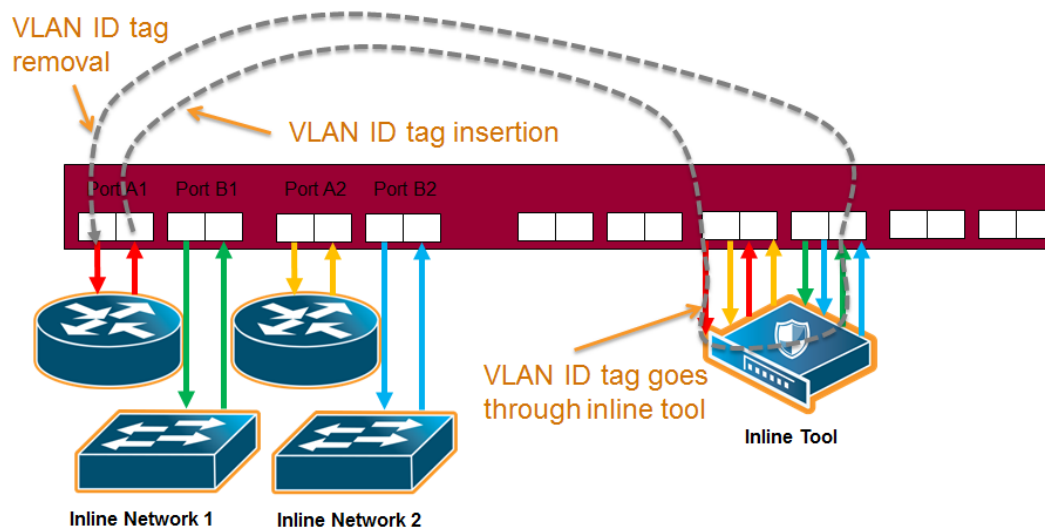 VLAN ID tag
removal
VLAN ID tag insertion
Port A1
Port B1
Port A2
Port B2
VLAN ID tag goes
through inline tool
Inline Tool
Inline Network 1
Inline Network 2